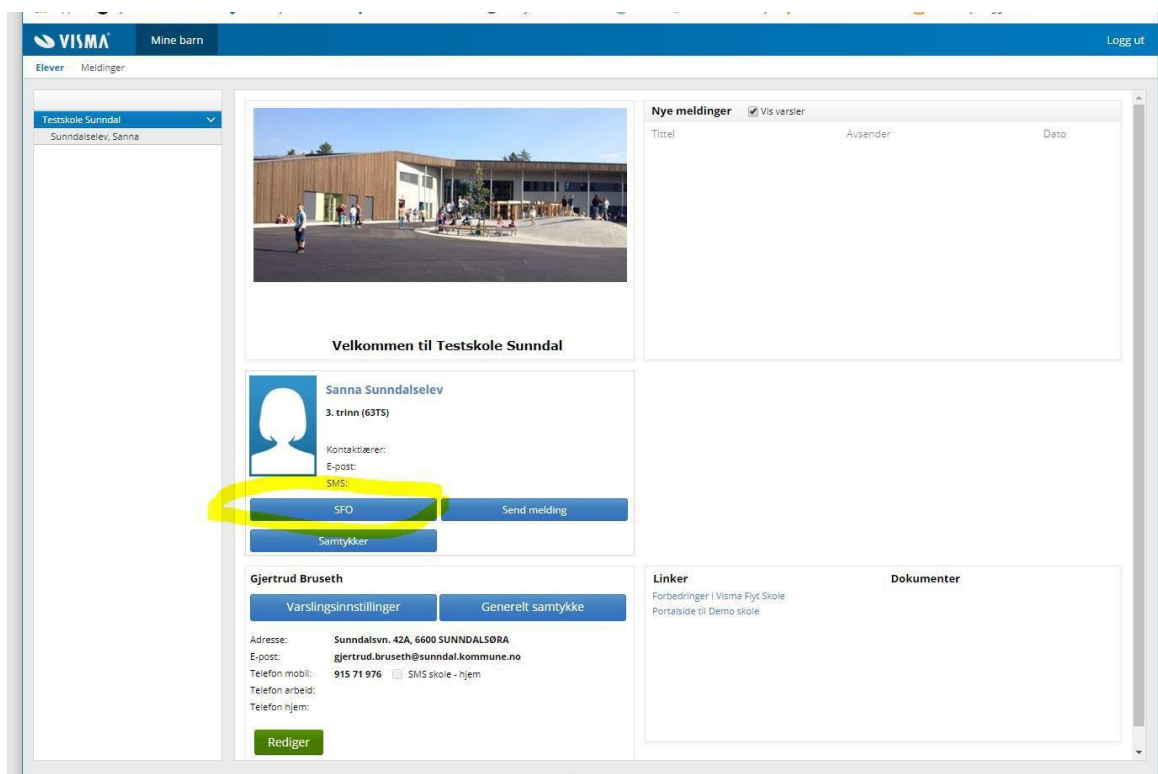 VISMA Mine barn Logg ut
Elever Meldinger
Testskole Sunndal
Sunndalselev, Sanna
Velkommen til Testskole Sunndal
Nye meldinger Vis varsler
Tittel Avsender Dato
Sanna Sunndalselev
3. trinn (63TS)
Kontaktlærer:
E-post:
SMS:
SFO Send melding
Samtykker
Gjertrud Bruseth
Varslingsinnstillinger Generelt samtykke
Adresse: Sunndalsvn. 42A, 6600 SUNNDALSØRA
E-post: gjertrud.bruseth@sunndal.kommune.no
Telefon mobil: 915 71 976 SMS skole - hjem
Telefon arbeid:
Telefon hjem:
Rediger
Linker Dokumenter
Forbedringer i Visma Flyt Skole
Portalside til Demo skole